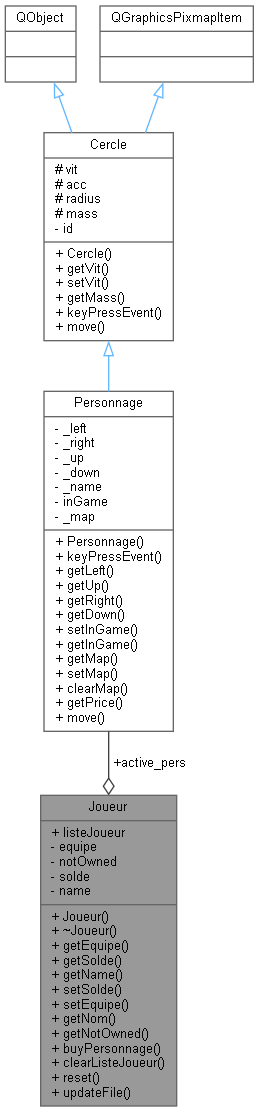 QObject
QGraphicsPixmapItem
Cercle
# vit
# acc
# radius
# mass
- id
+ Cercle()
+ getVit()
+ setVit()
+ getMass()
+ keyPressEvent()
+ move()
Personnage
- _left
- _right
- _up
- _down
- _name
- inGame
- _map
+ Personnage()
+ keyPressEvent()
+ getLeft()
+ getUp()
+ getRight()
+ getDown()
+ setInGame()
+ getInGame()
+ getMap()
+ setMap()
+ clearMap()
+ getPrice()
+ move()
+active_pers
Joueur
+ listeJoueur
- equipe
- notOwned
- solde
- name
+ Joueur()
+ ~Joueur()
+ getEquipe()
+ getSolde()
+ getName()
+ setSolde()
+ setEquipe()
+ getNom()
+ getNotOwned()
+ buyPersonnage()
+ clearListeJoueur()
+ reset()
+ updateFile()